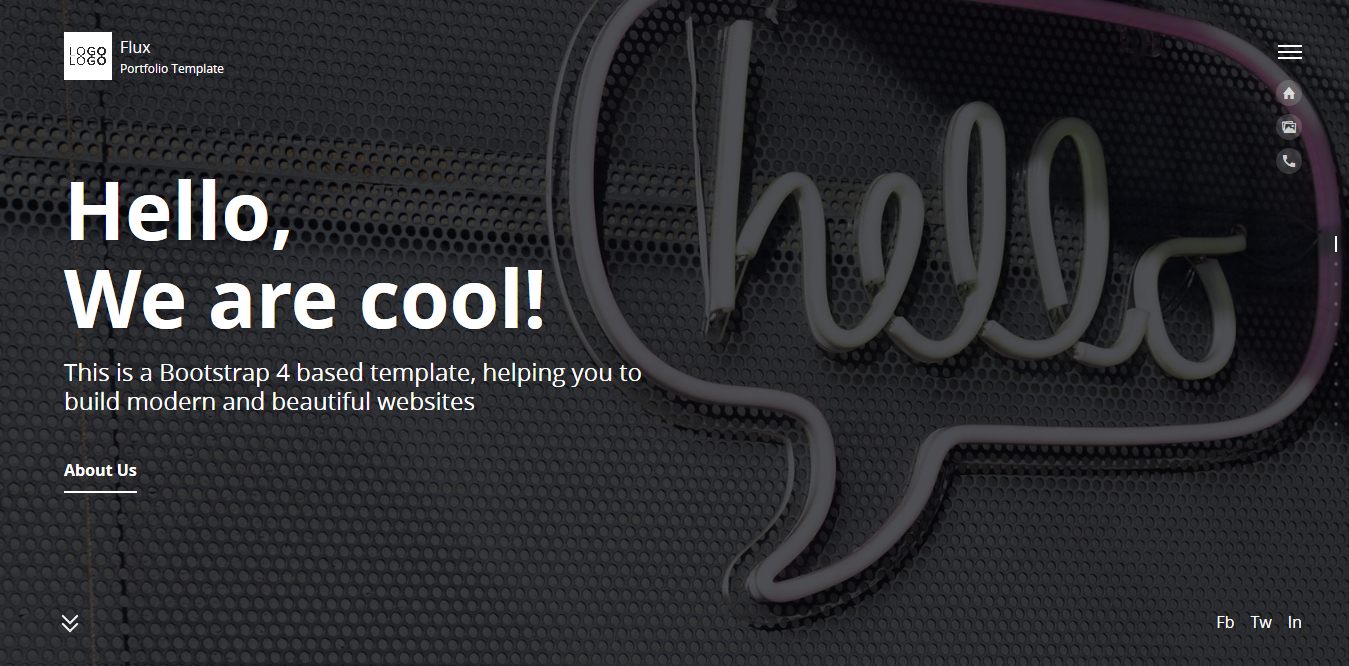 LOGO
LOGO
Flux
Portfolio Template
hello
Hello,
We are cool!
This is a Bootstrap 4 based template, helping you to
build modern and beautiful websites
About Us
Fb Tw In